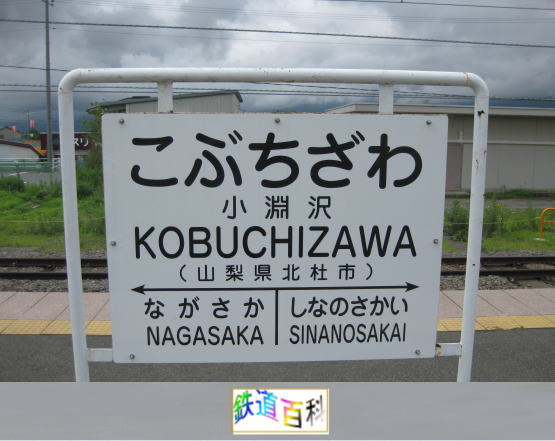 こぶちざわ
小淵沢
KOBUCHIZAWA
（山梨県北杜市）
ながさか しなのさかい
NAGASAKA SINANOSAKAI
鉄道百科